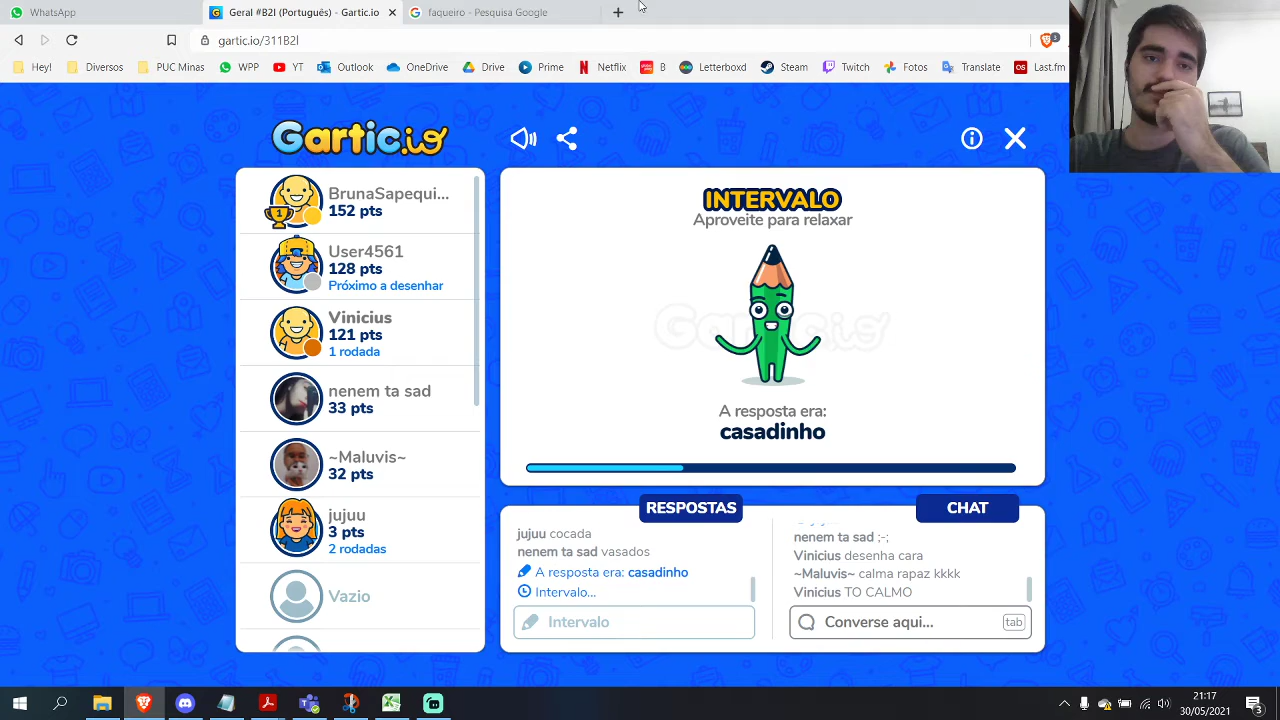 WhatsApp
Geral #B2I (Português) - Gartic.io
faqueiro - Pesquisa Google
gartic.io/311B2I
3
Hey!
Diversos
PUC Minas
WPP
YT
Outlook
OneDrive
Drive
Prime
Netflix
B
Letterboxd
Steam
Twitch
Fotos
Translate
Last.fm
Gartic.io
BrunaSapequi...
152 pts
User4561
128 pts
Próximo a desenhar
Vinicius
121 pts
1 rodada
nenem ta sad
33 pts
~Maluvis~
32 pts
jujuu
3 pts
2 rodadas
Vazio
INTERVALO
Aproveite para relaxar
A resposta era:
casadinho
RESPOSTAS
jujuu cocada
nenem ta sad vasados
A resposta era: casadinho
Intervalo...
Intervalo
CHAT
nenem ta sad ;-;
Vinicius desenha cara
~Maluvis~ calma rapaz kkkk
Vinicius TO CALMO
Converse aqui...
tab
21:17
30/05/2021
3